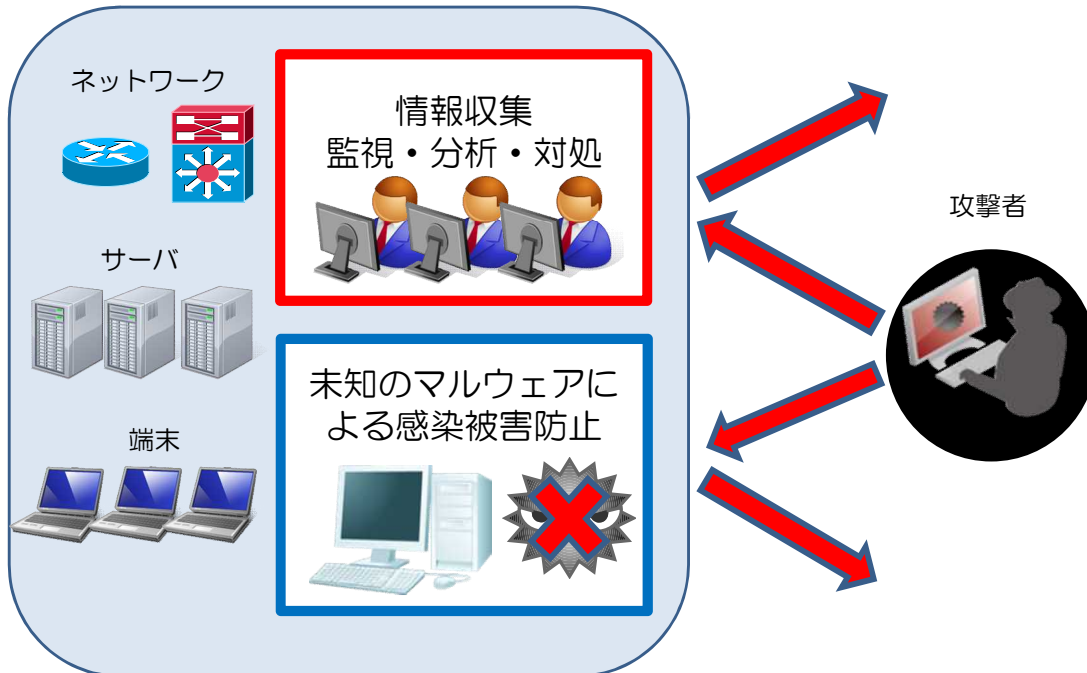 ネットワーク
サーバ
端末
情報収集
監視・分析・対処
未知のマルウェアに
よる感染被害防止
攻撃者